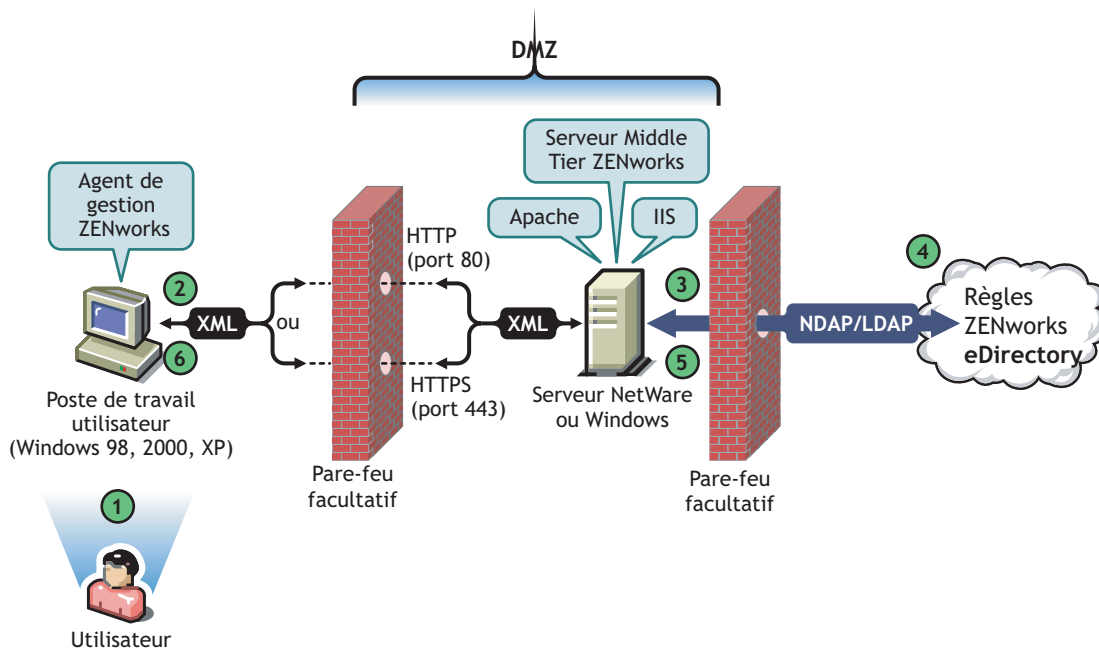 DMZ
Serveur Middle
Tier ZENworks
Agent de
gestion
ZENworks
Apache
IIS
HTTP
(port 80)
4
2
3
Règles
ZENworks
eDirectory
XML
ou
XML
NDAP/LDAP
6
5
HTTPS
(port 443)
Serveur NetWare
ou Windows
Poste de travail
utilisateur
(Windows 98, 2000, XP)
Pare-feu
facultatif
Pare-feu
facultatif
1
Utilisateur